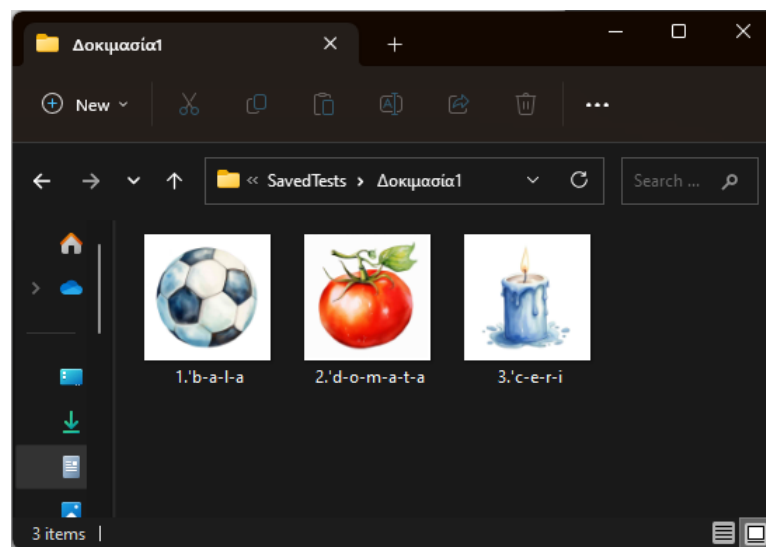 Δοκιμασία1
New
SavedTests
Δοκιμασία1
Search ...
1.'b-a-l-a
2.'d-o-m-a-t-a
3.'c-e-r-i
3 items